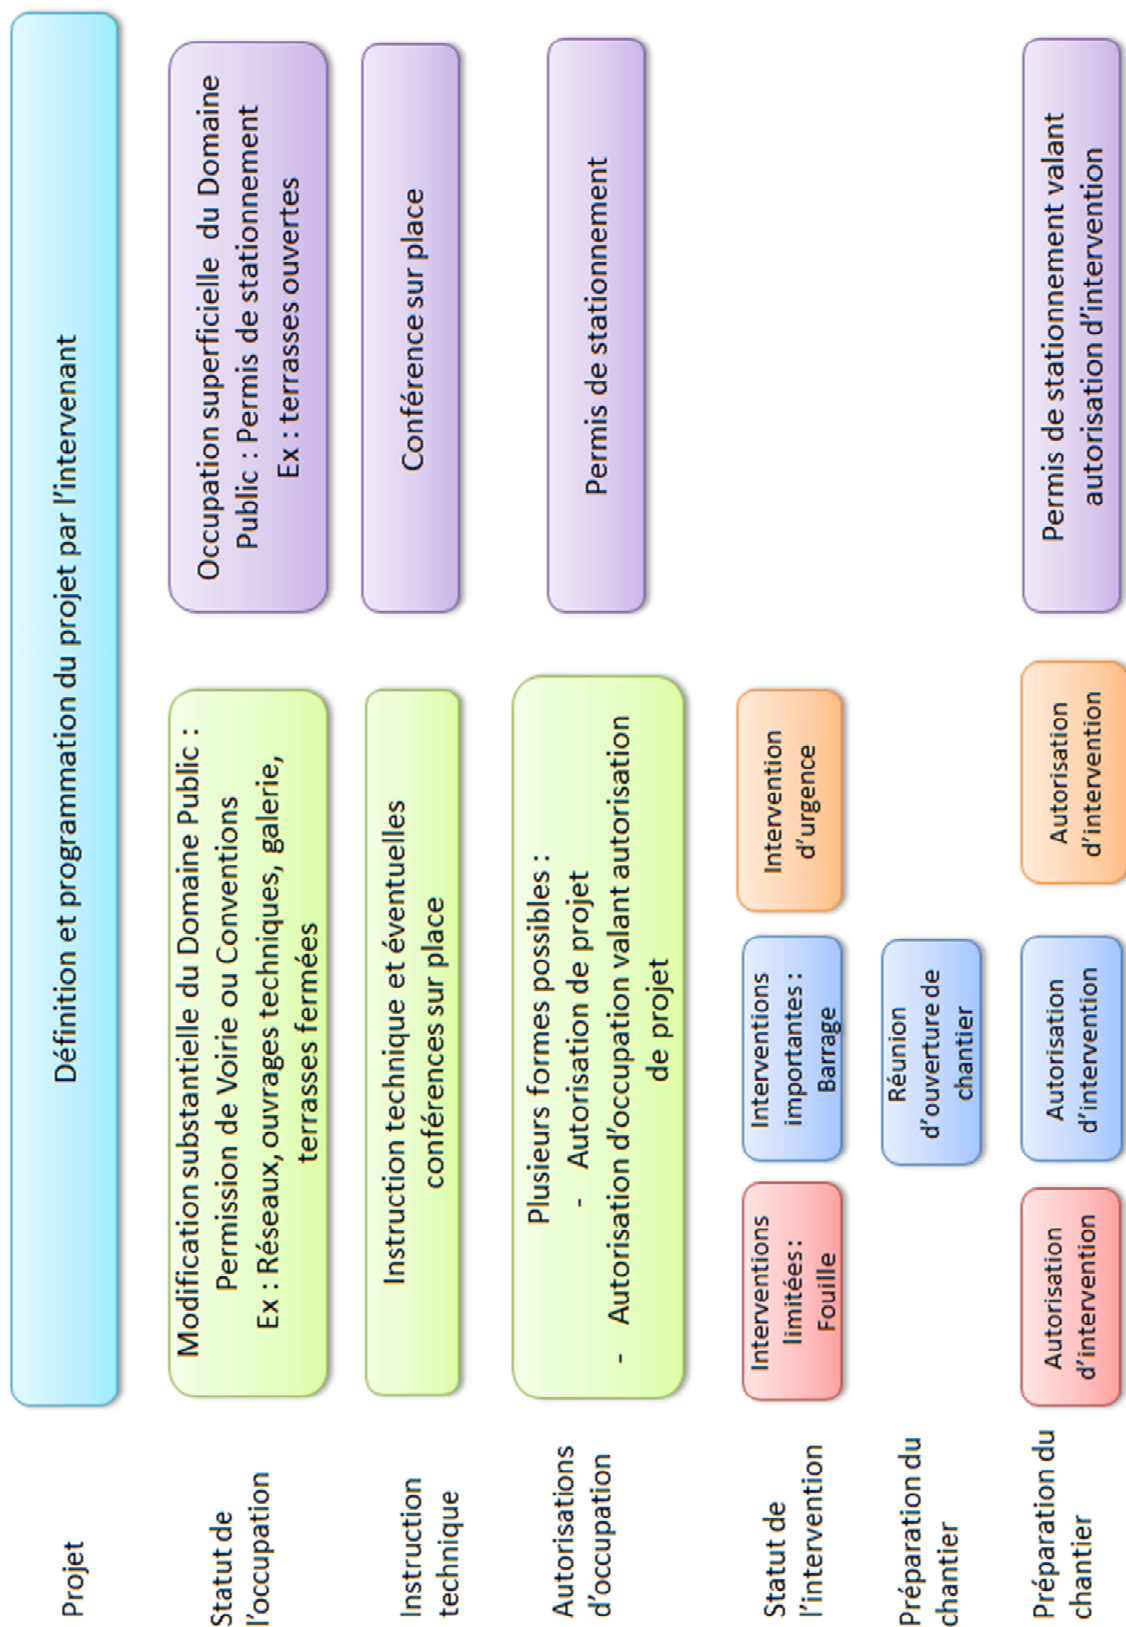 Projet
Définition et programmation du projet par l'intervenant
Statut de
l'occupation
Modification substantielle du Domaine Public :
Permission de Voirie ou Conventions
Ex : Réseaux, ouvrages techniques, galerie,
terrasses fermées
Occupation superficielle du Domaine
Public : Permis de stationnement
Ex : terrasses ouvertes
Instruction
technique
Instruction technique et éventuelles
conférences sur place
Conférence sur place
Autorisations
d'occupation
Plusieurs formes possibles :
- Autorisation de projet
- Autorisation d'occupation valant autorisation
de projet
Permis de stationnement
Statut de
l'intervention
Interventions
limitées :
Fouille
Interventions
importantes :
Barrage
Intervention
d'urgence
Préparation du
chantier
Réunion
d'ouverture de
chantier
Préparation du
chantier
Autorisation
d'intervention
Autorisation
d'intervention
Autorisation
d'intervention
Permis de stationnement valant
autorisation d'intervention